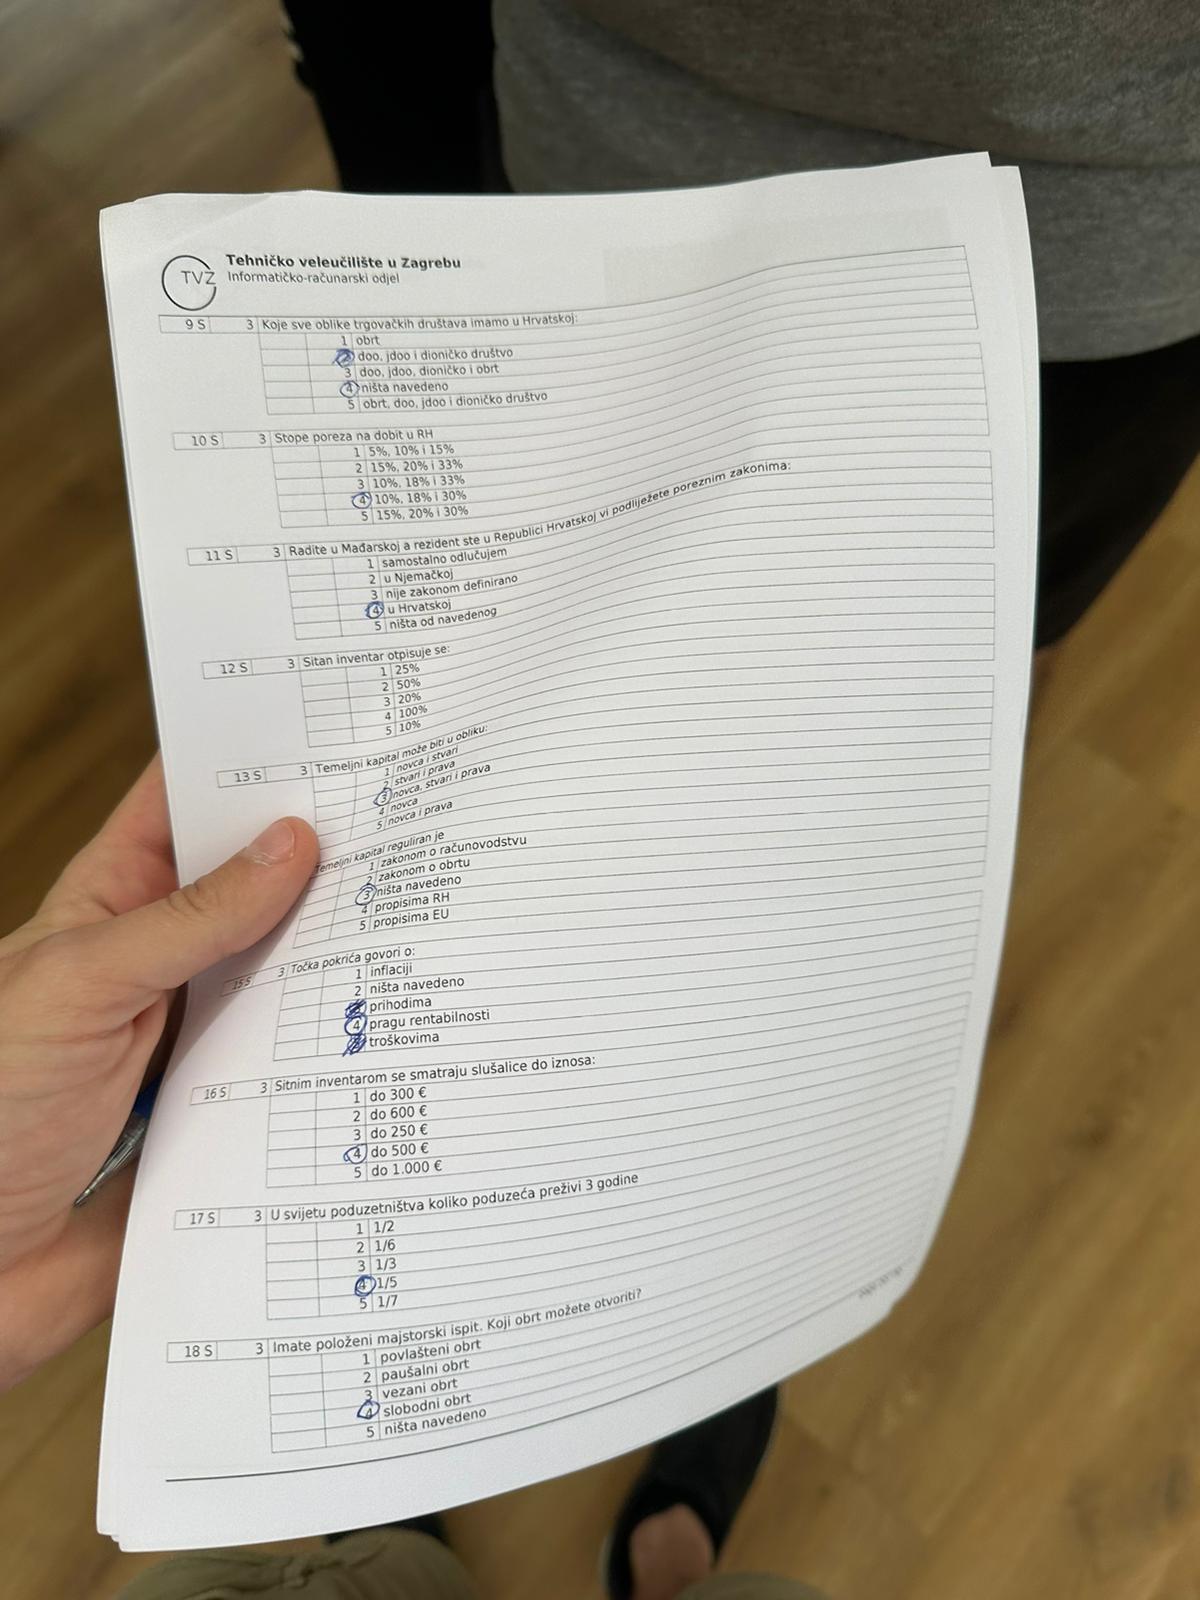 TVZ
Tehničko veleučilište u Zagrebu
Informatičko-računarski odjel
9 S 3 Koje sve oblike trgovačkih društava imamo u Hrvatskoj:
1 obrt
2 doo, jdoo i dioničko društvo
3 doo, jdoo, dioničko i obrt
4 ništa navedeno
5 obrt, doo, jdoo i dioničko društvo
10 S 3 Stope poreza na dobit u RH
1 5%, 10% i 15%
2 15%, 20% i 33%
3 10%, 18% i 33%
4 10%, 18% i 30%
5 15%, 20% i 30%
11 S 3 Radite u Mađarskoj a rezident ste u Republici Hrvatskoj vi podliježete poreznim zakonima:
1 samostalno odlučujem
2 u Njemačkoj
3 nije zakonom definirano
4 u Hrvatskoj
5 ništa od navedenog
12 S 3 Sitan inventar otpisuje se:
1 25%
2 50%
3 20%
4 100%
5 10%
13 S 3 Temeljni kapital može biti u obliku:
1 novca i stvari
2 stvari i prava
3 novca, stvari i prava
4 novca
5 novca i prava
Temeljni kapital reguliran je
1 zakonom o računovodstvu
2 zakonom o obrtu
3 ništa navedeno
4 propisima RH
5 propisima EU
15 S 3 Točka pokrića govori o:
1 inflaciji
2 ništa navedeno
prihodima
4 pragu rentabilnosti
troškovima
16 S 3 Sitnim inventarom se smatraju slušalice do iznosa:
1 do 300 €
2 do 600 €
3 do 250 €
4 do 500 €
5 do 1.000 €
17 S 3 U svijetu poduzetništva koliko poduzeća preživi 3 godine
1 1/2
2 1/6
3 1/3
4 1/5
5 1/7
18 S 3 Imate položeni majstorski ispit. Koji obrt možete otvoriti?
1 povlašteni obrt
2 paušalni obrt
3 vezani obrt
4 slobodni obrt
5 ništa navedeno